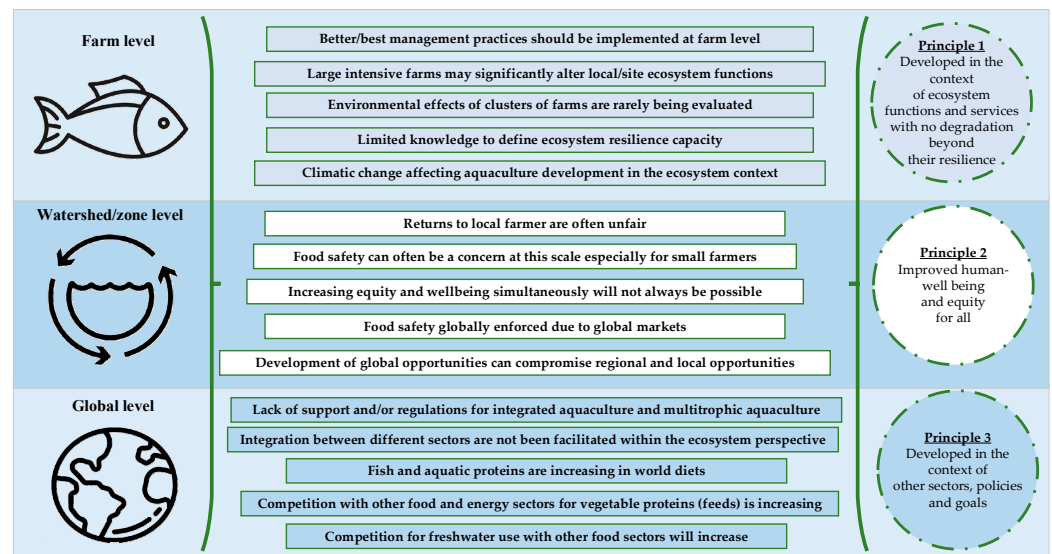 Farm level
Better/best management practices should be implemented at farm level
Large intensive farms may significantly alter local/site ecosystem functions
Environmental effects of clusters of farms are rarely being evaluated
Limited knowledge to define ecosystem resilience capacity
Climatic change affecting aquaculture development in the ecosystem context
Principle 1
Developed in the
context
of ecosystem
functions and services
with no degradation
beyond
their resilience
Watershed/zone level
Returns to local farmer are often unfair
Food safety can often be a concern at this scale especially for small farmers
Increasing equity and wellbeing simultaneously will not always be possible
Food safety globally enforced due to global markets
Development of global opportunities can compromise regional and local opportunities
Principle 2
Improved human-
well being
and equity
for all
Global level
Lack of support and/or regulations for integrated aquaculture and multitrophic aquaculture
Integration between different sectors are not been facilitated within the ecosystem perspective
Fish and aquatic proteins are increasing in world diets
Competition with other food and energy sectors for vegetable proteins (feeds) is increasing
Competition for freshwater use with other food sectors will increase
Principle 3
Developed in the
context of
other sectors, policies
and goals